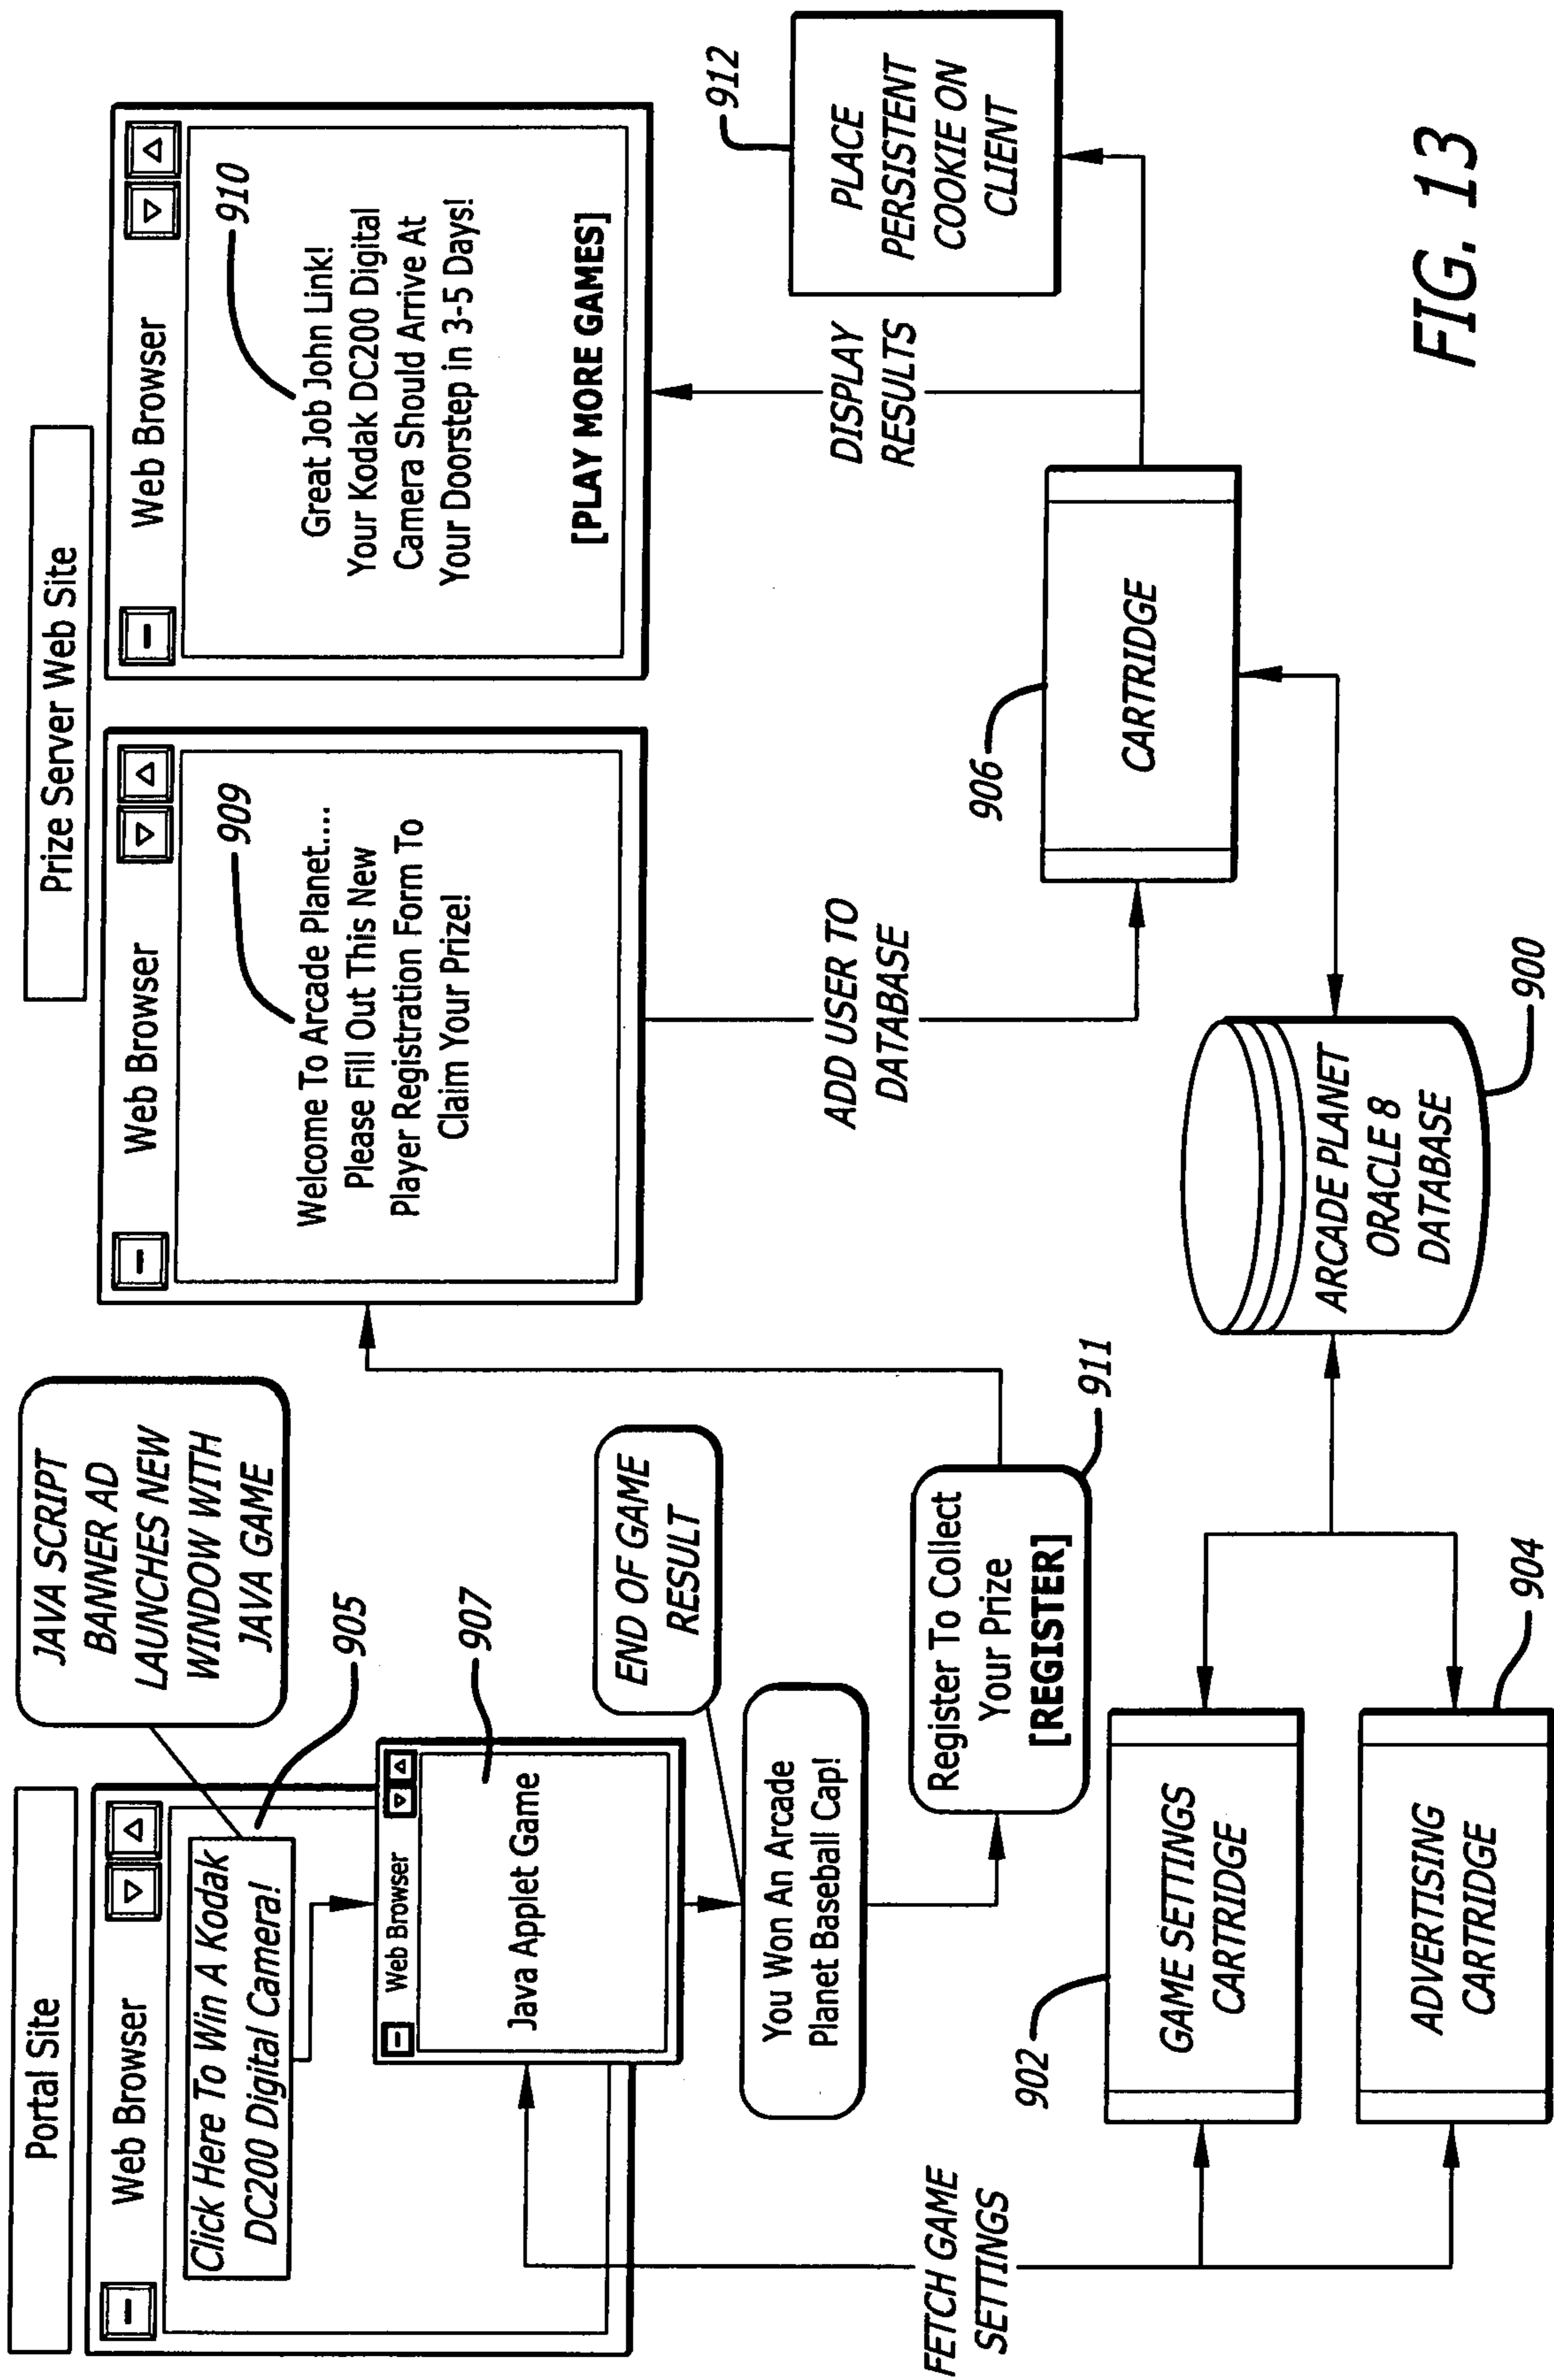 Portal Site
Web Browser
Click Here To Win A Kodak
DC200 Digital Camera!
905
JAVA SCRIPT
BANNER AD
LAUNCHES NEW
WINDOW WITH
JAVA GAME
Web Browser
Java Applet Game
907
END OF GAME
RESULT
You Won An Arcade
Planet Baseball Cap!
Register To Collect
Your Prize
[REGISTER]
911
FETCH GAME
SETTINGS
902
GAME SETTINGS
CARTRIDGE
ADVERTISING
CARTRIDGE
904
Prize Server Web Site
Web Browser
909
Welcome To Arcade Planet....
Please Fill Out This New
Player Registration Form To
Claim Your Prize!
Web Browser
910
Great Job John Link!
Your Kodak DC200 Digital
Camera Should Arrive At
Your Doorstep in 3-5 Days!
[PLAY MORE GAMES]
ADD USER TO
DATABASE
DISPLAY
RESULTS
906
CARTRIDGE
912
PLACE
PERSISTENT
COOKIE ON
CLIENT
ARCADE PLANET
ORACLE 8
DATABASE
900
FIG. 13